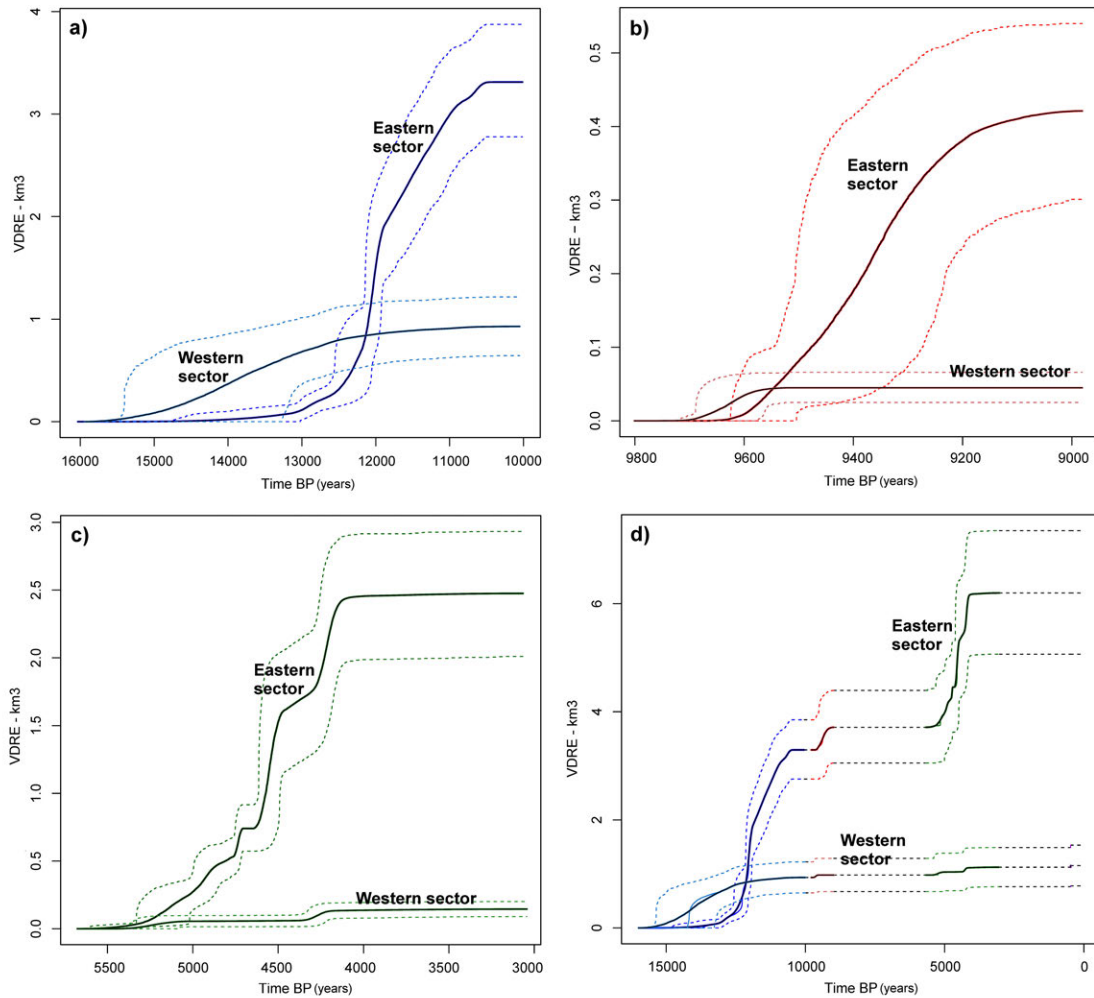 a)
4
3
2
1
0
VDRE - km3
Eastern
sector
Western
sector
16000 15000 14000 13000 12000 11000 10000
Time BP (years)
b)
0.5
0.4
0.3
0.2
0.1
0.0
VDRE – km3
Eastern
sector
Western sector
9800 9600 9400 9200 9000
Time BP (years)
c)
3.0
2.5
2.0
1.5
1.0
0.5
0.0
VDRE - km3
Eastern
sector
Western sector
5500 5000 4500 4000 3500 3000
Time BP (years)
d)
6
4
2
0
VDRE - km3
Eastern
sector
Western
sector
15000 10000 5000 0
Time BP (years)